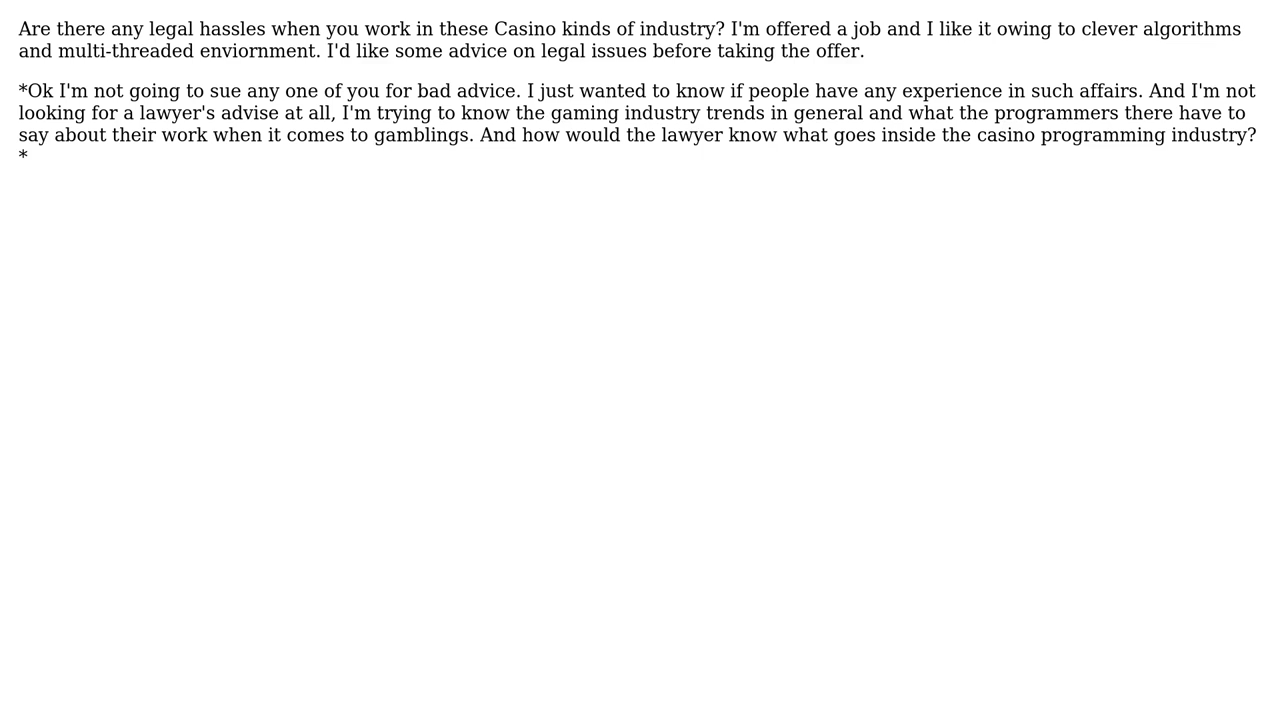 Are there any legal hassles when you work in these Casino kinds of industry? I'm offered a job and I like it owing to clever algorithms
and multi-threaded enviornment. I'd like some advice on legal issues before taking the offer.
*Ok I'm not going to sue any one of you for bad advice. I just wanted to know if people have any experience in such affairs. And I'm not
looking for a lawyer's advise at all, I'm trying to know the gaming industry trends in general and what the programmers there have to
say about their work when it comes to gamblings. And how would the lawyer know what goes inside the casino programming industry?
*